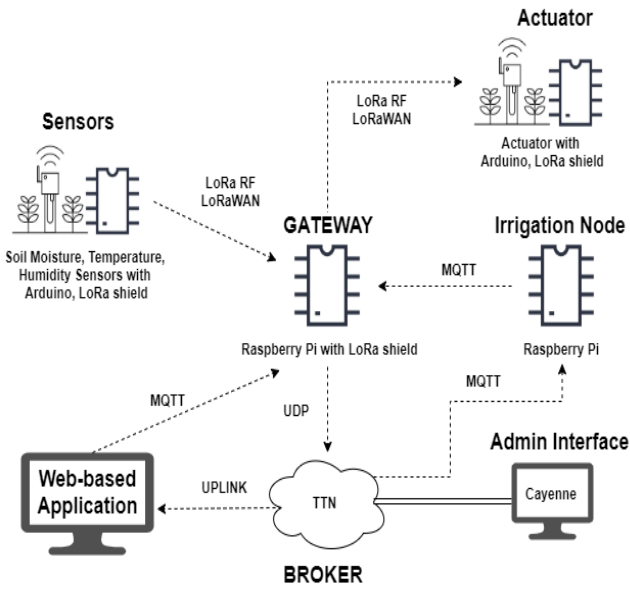 Actuator
LoRa RF
LoRaWAN
Actuator with
Arduino, LoRa shield
Sensors
LoRa RF
LoRaWAN
Soil Moisture, Temperature,
Humidity Sensors with
Arduino, LoRa shield
GATEWAY
Irrigation Node
MQTT
Raspberry Pi with LoRa shield
Raspberry Pi
MQTT
UDP
MQTT
Admin Interface
Web-based
Application
UPLINK
TTN
Cayenne
BROKER